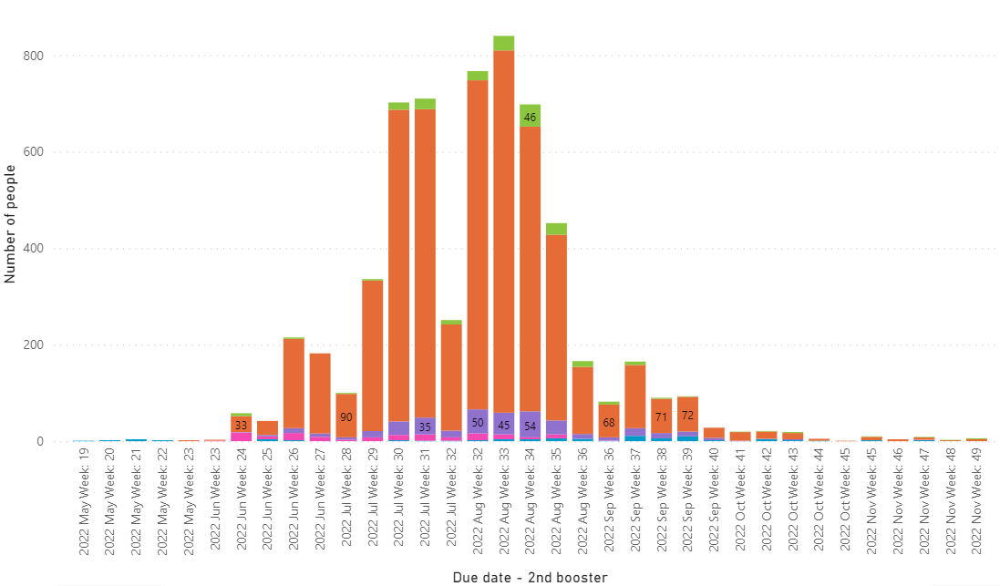 800
600
400
200
0
Number of people
33
90
35
50
45
54
46
68
71
72
2022 May Week: 19
2022 May Week: 20
2022 May Week: 21
2022 May Week: 22
2022 May Week: 23
2022 Jun Week: 23
2022 Jun Week: 24
2022 Jun Week: 25
2022 Jun Week: 26
2022 Jun Week: 27
2022 Jul Week: 28
2022 Jul Week: 29
2022 Jul Week: 30
2022 Jul Week: 31
2022 Jul Week: 32
2022 Aug Week: 32
2022 Aug Week: 33
2022 Aug Week: 34
2022 Aug Week: 35
2022 Aug Week: 36
2022 Sep Week: 36
2022 Sep Week: 37
2022 Sep Week: 38
2022 Sep Week: 39
2022 Sep Week: 40
2022 Oct Week: 41
2022 Oct Week: 42
2022 Oct Week: 43
2022 Oct Week: 44
2022 Oct Week: 45
2022 Nov Week: 45
2022 Nov Week: 46
2022 Nov Week: 47
2022 Nov Week: 48
2022 Nov Week: 49
Due date - 2nd booster